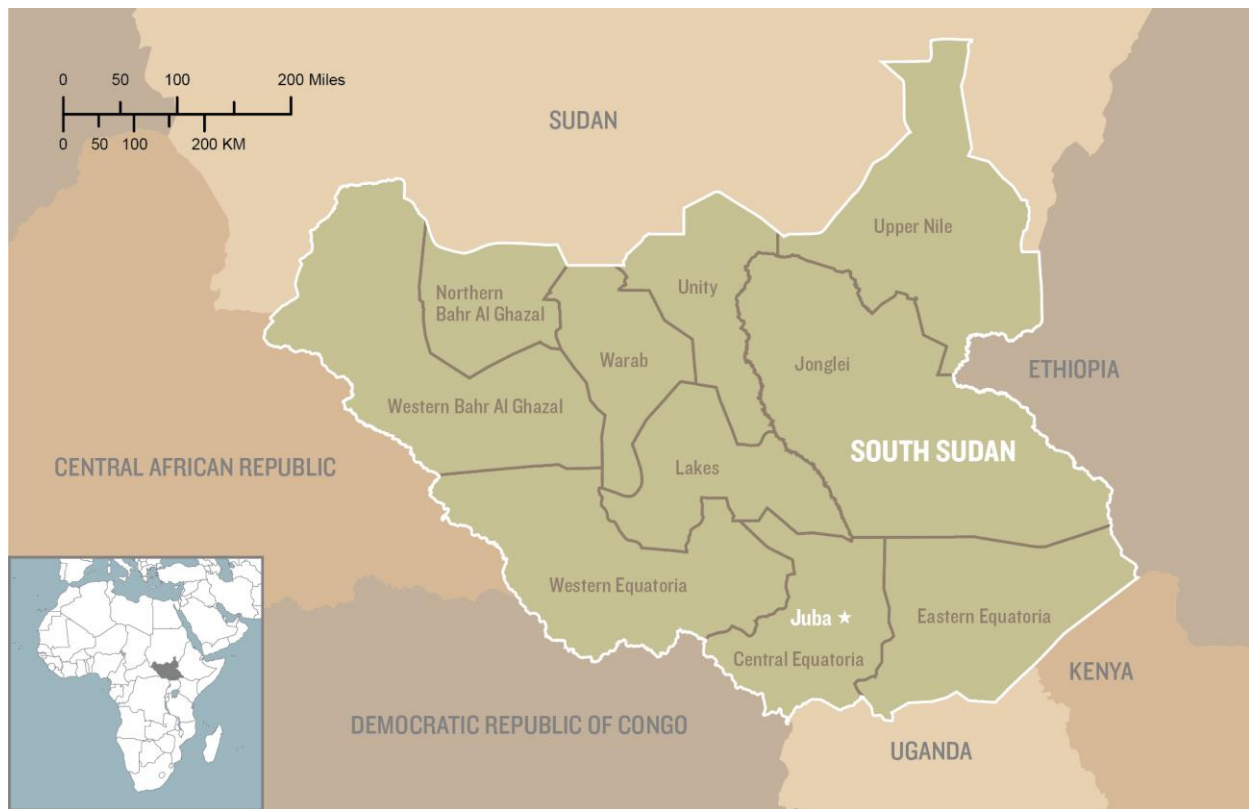 0 50 100 200 Miles
0 50 100 200 KM
SUDAN
Upper Nile
Northern
Bahr Al Ghazal
Unity
Warab
Jonglei
ETHIOPIA
Western Bahr Al Ghazal
SOUTH SUDAN
CENTRAL AFRICAN REPUBLIC
Lakes
Western Equatoria
Juba
Eastern Equatoria
Central Equatoria
KENYA
DEMOCRATIC REPUBLIC OF CONGO
UGANDA